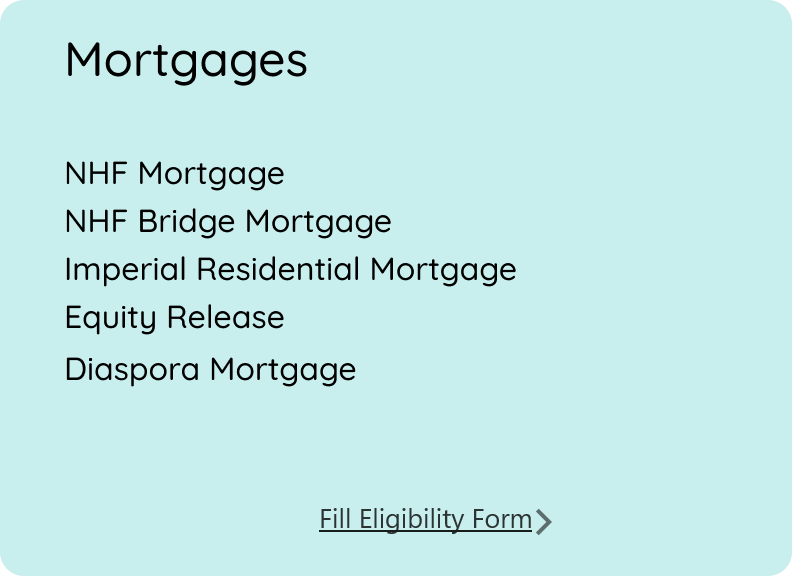 Mortgages
NHF Mortgage
NHF Bridge Mortgage
Imperial Residential Mortgage
Equity Release
Diaspora Mortgage
Fill Eligibility Form